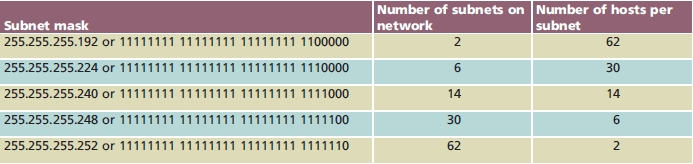 Subnet mask Number of subnets on network Number of hosts per subnet
255.255.255.192 or 11111111 11111111 11111111 1100000 2 62
255.255.255.224 or 11111111 11111111 11111111 1110000 6 30
255.255.255.240 or 11111111 11111111 11111111 1111000 14 14
255.255.255.248 or 11111111 11111111 11111111 1111100 30 6
255.255.255.252 or 11111111 11111111 11111111 1111110 62 2